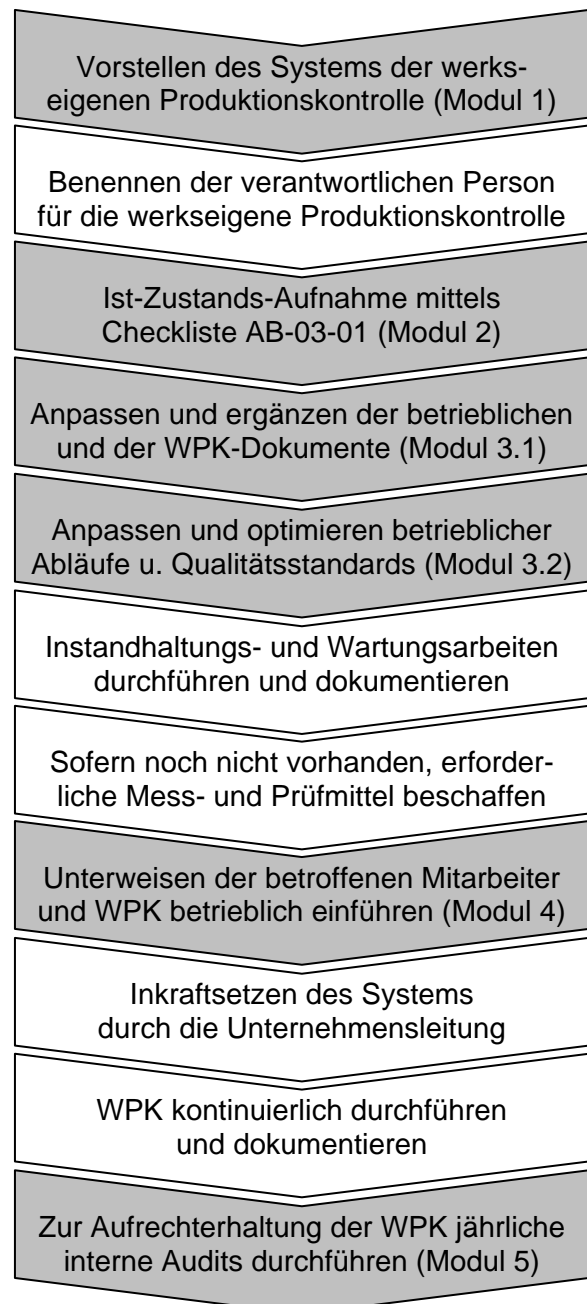 Vorstellen des Systems der werks-
eigenen Produktionskontrolle (Modul 1)
Benennen der verantwortlichen Person
für die werkseigene Produktionskontrolle
Ist-Zustands-Aufnahme mittels
Checkliste AB-03-01 (Modul 2)
Anpassen und ergänzen der betrieblichen
und der WPK-Dokumente (Modul 3.1)
Anpassen und optimieren betrieblicher
Abläufe u. Qualitätsstandards (Modul 3.2)
Instandhaltungs- und Wartungsarbeiten
durchführen und dokumentieren
Sofern noch nicht vorhanden, erforder-
liche Mess- und Prüfmittel beschaffen
Unterweisen der betroffenen Mitarbeiter
und WPK betrieblich einführen (Modul 4)
Inkraftsetzen des Systems
durch die Unternehmensleitung
WPK kontinuierlich durchführen
und dokumentieren
Zur Aufrechterhaltung der WPK jährliche
interne Audits durchführen (Modul 5)